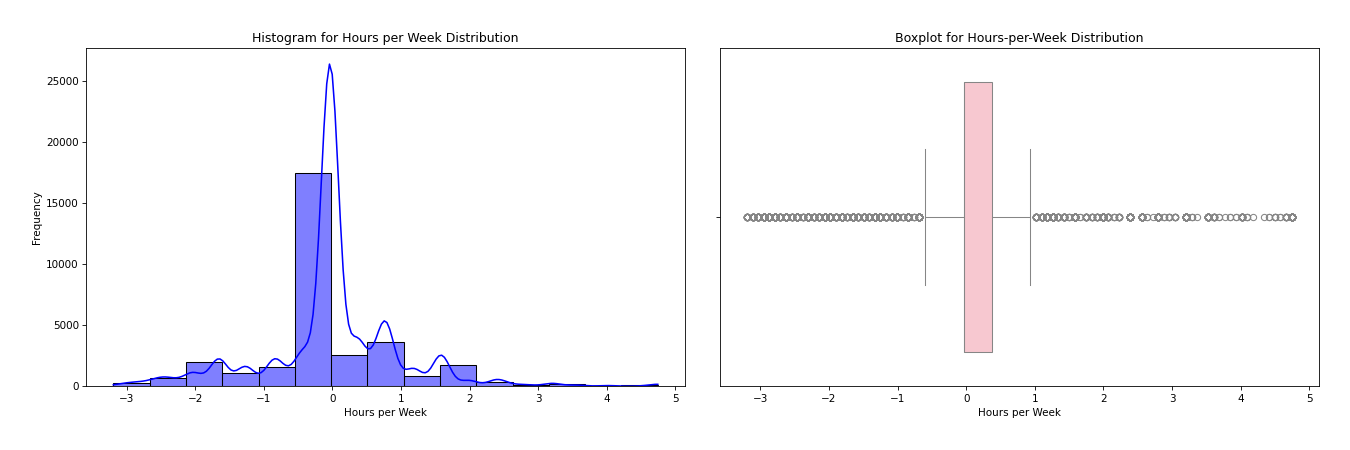 Histogram for Hours per Week Distribution
Frequency
25000
20000
15000
10000
5000
0
−3 −2 −1 0 1 2 3 4 5
Hours per Week
Boxplot for Hours-per-Week Distribution
−3 −2 −1 0 1 2 3 4 5
Hours per Week